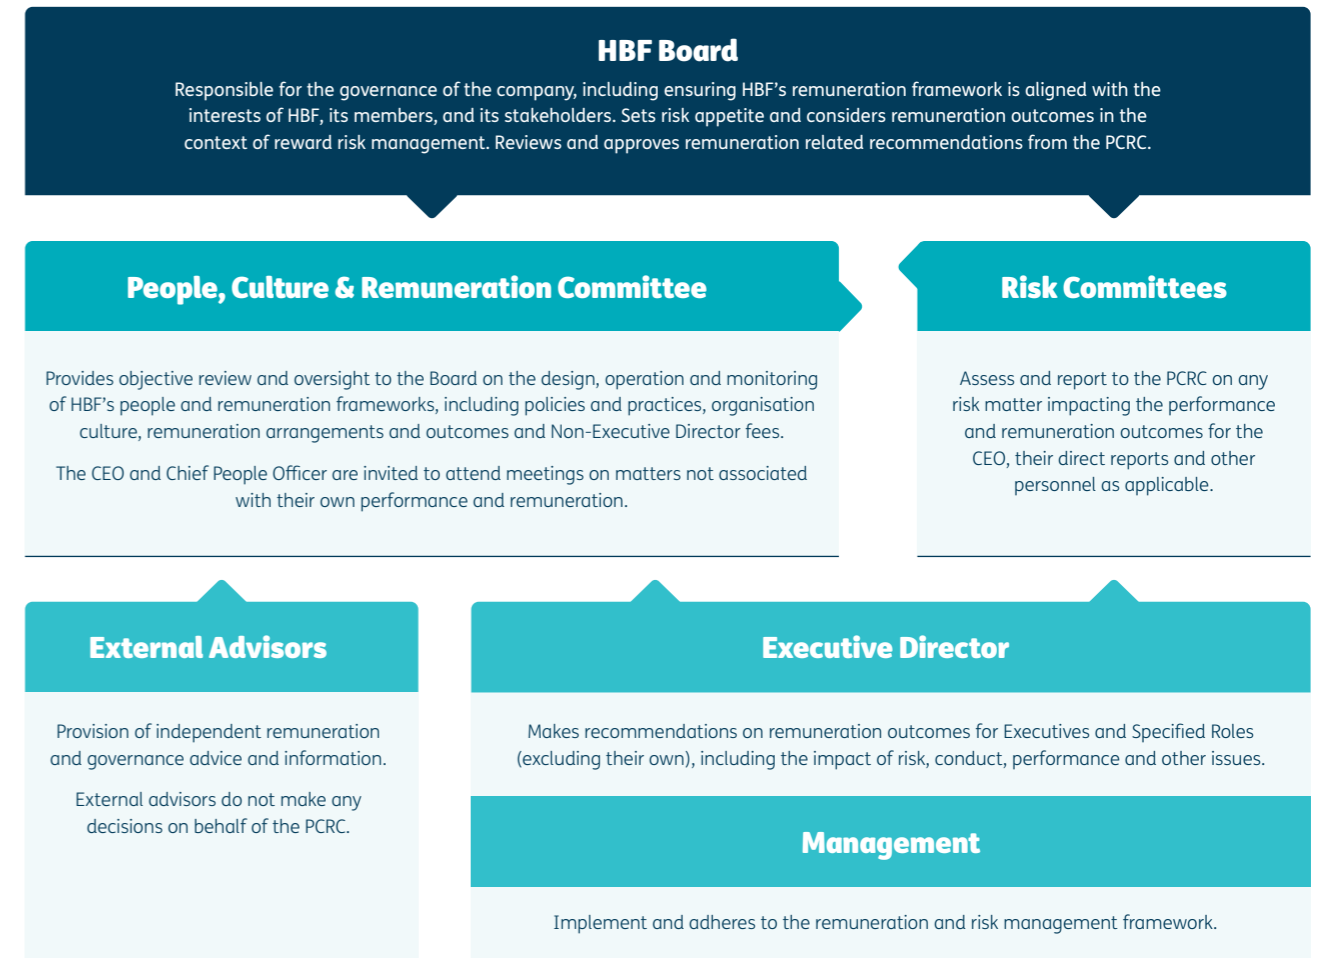 HBF Board
Responsible for the governance of the company, including ensuring HBF's remuneration framework is aligned with the
interests of HBF, its members, and its stakeholders. Sets risk appetite and considers remuneration outcomes in the
context of reward risk management. Reviews and approves remuneration related recommendations from the PCRC.
People, Culture & Remuneration Committee
Provides objective review and oversight to the Board on the design, operation and monitoring
of HBF's people and remuneration frameworks, including policies and practices, organisation
culture, remuneration arrangements and outcomes and Non-Executive Director fees.
The CEO and Chief People Officer are invited to attend meetings on matters not associated
with their own performance and remuneration.
Risk Committees
Assess and report to the PCRC on any
risk matter impacting the performance
and remuneration outcomes for the
CEO, their direct reports and other
personnel as applicable.
External Advisors
Provision of independent remuneration
and governance advice and information.
External advisors do not make any
decisions on behalf of the PCRC.
Executive Director
Makes recommendations on remuneration outcomes for Executives and Specified Roles
(excluding their own), including the impact of risk, conduct, performance and other issues.
Management
Implement and adheres to the remuneration and risk management framework.